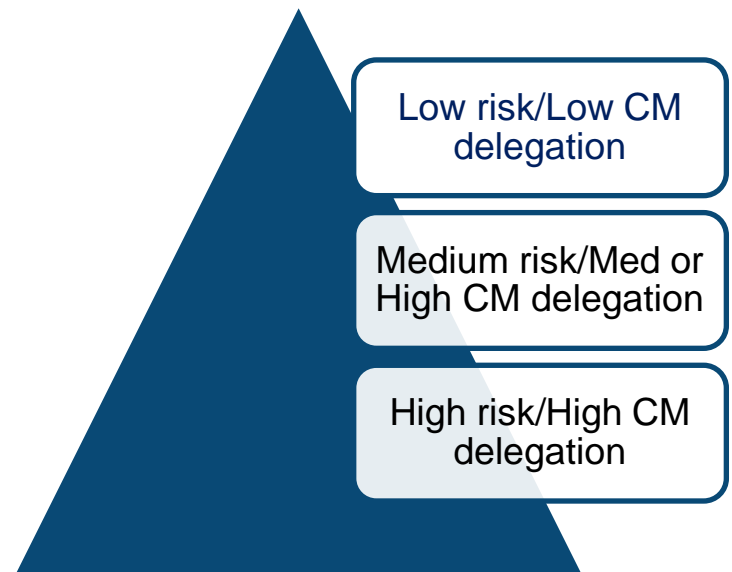 Low risk/Low CM
delegation
Medium risk/Med or
High CM delegation
High risk/High CM
delegation